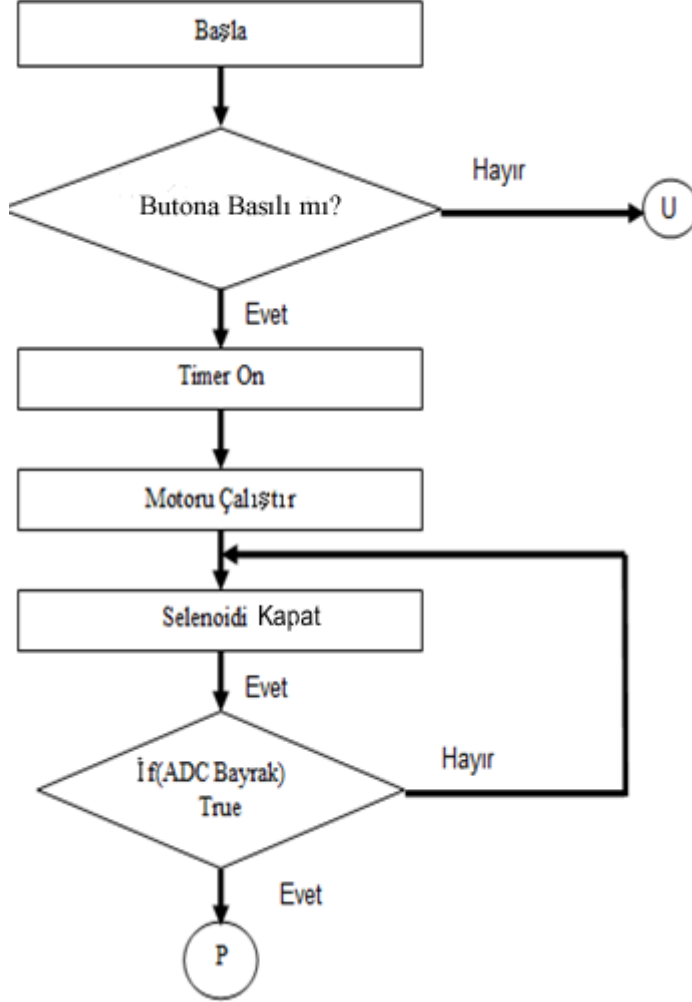 Başla
Butona Basılı mı?
Hayır
U
Evet
Timer On
Motoru Çalıştır
Selenoidi Kapat
Evet
İf(ADC Bayrak)
True
Hayır
Evet
P